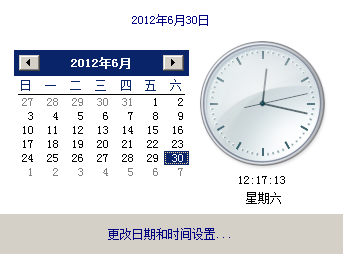 2012年6月30日
2012年6月
日 一 二 三 四 五 六
27 28 29 30 31 1 2
3 4 5 6 7 8 9
10 11 12 13 14 15 16
17 18 19 20 21 22 23
24 25 26 27 28 29 30
1 2 3 4 5 6 7
12:17:13
星期六
更改日期和时间设置...